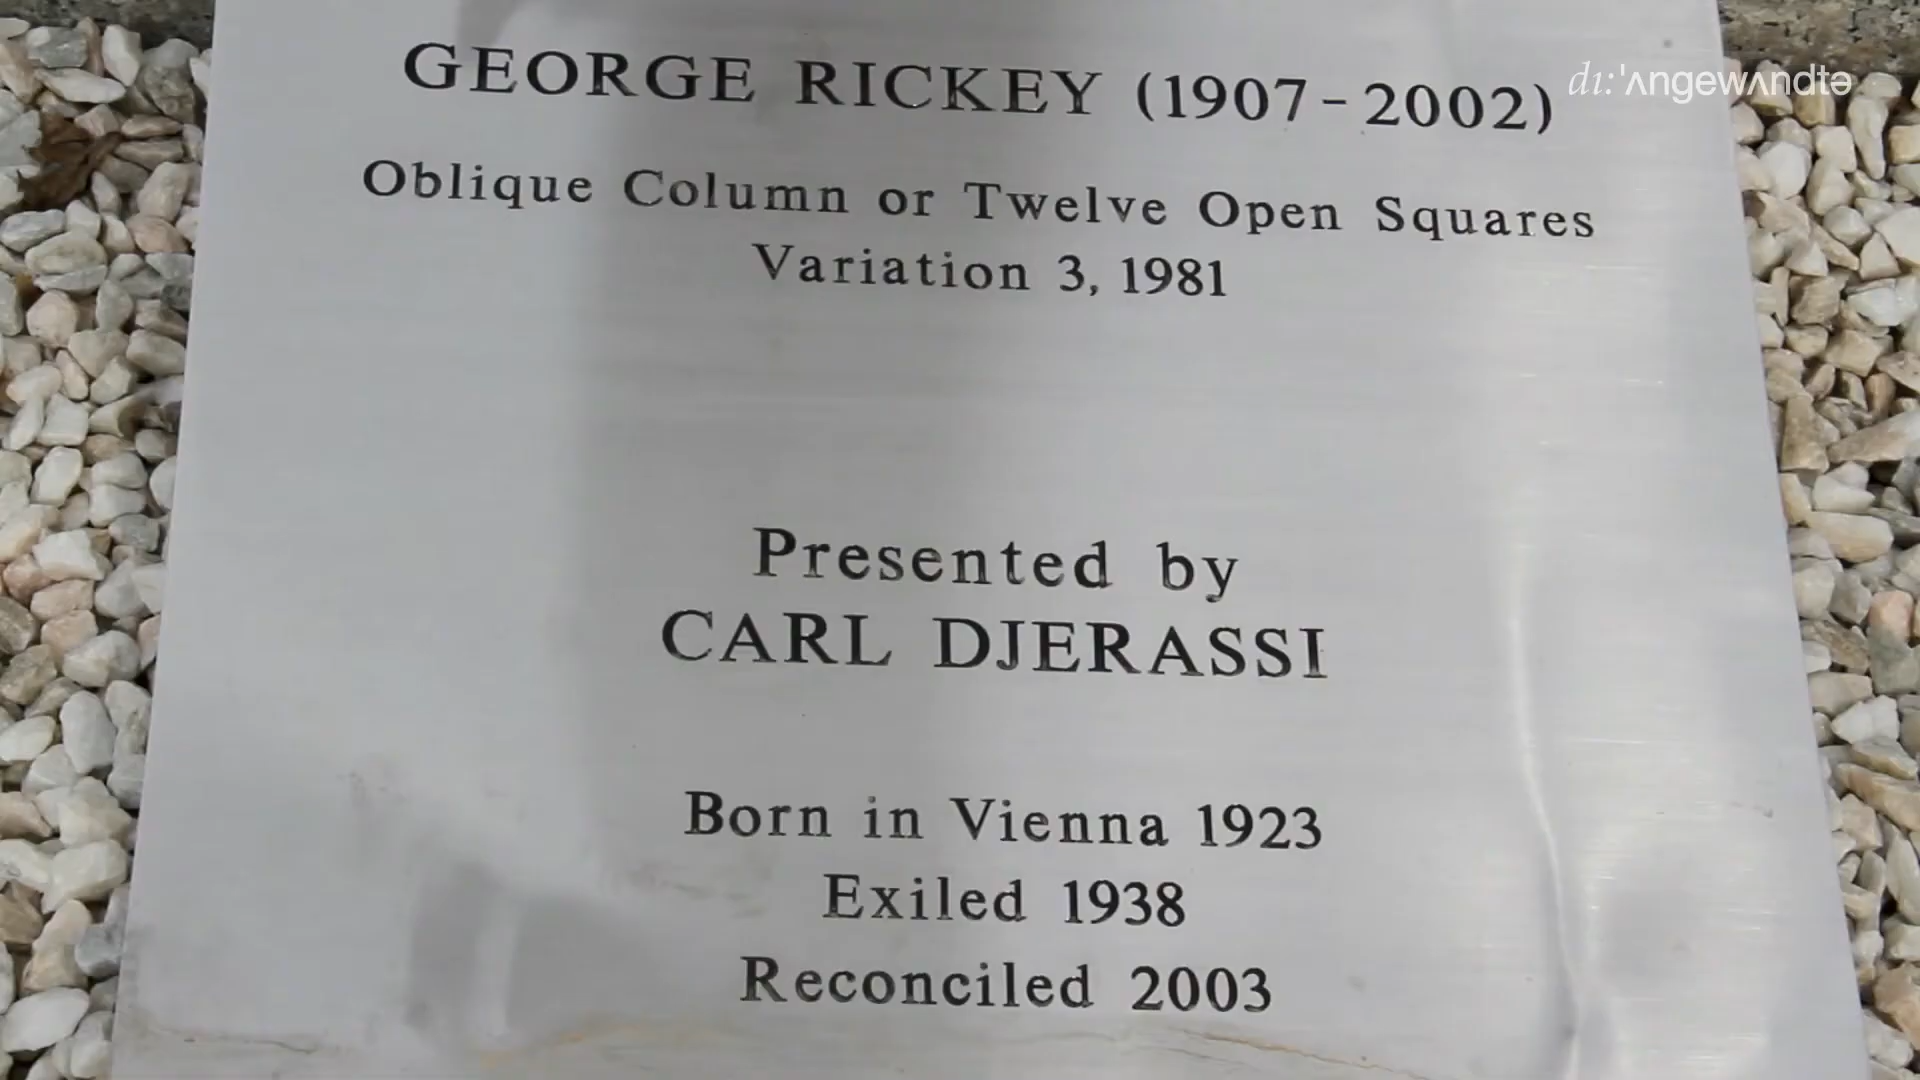 GEORGE RICKEY (1907-2002)
dı:'ʌngewʌndtə
Oblique Column or Twelve Open Squares
Variation 3, 1981
Presented by
CARL DJERASSI
Born in Vienna 1923
Exiled 1938
Reconciled 2003